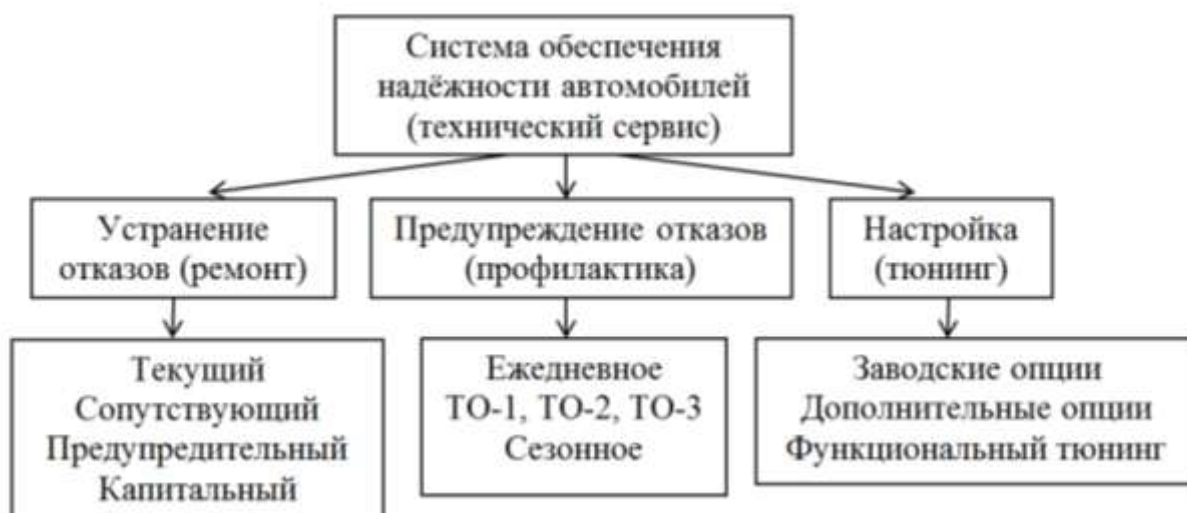 Система обеспечения
надёжности автомобилей
(технический сервис)
Устранение
отказов (ремонт)
Предупреждение отказов
(профилактика)
Настройка
(тюнинг)
Текущий
Сопутствующий
Предупредительный
Капитальный
Ежедневное
ТО-1, ТО-2, ТО-3
Сезонное
Заводские опции
Дополнительные опции
Функциональный тюнинг